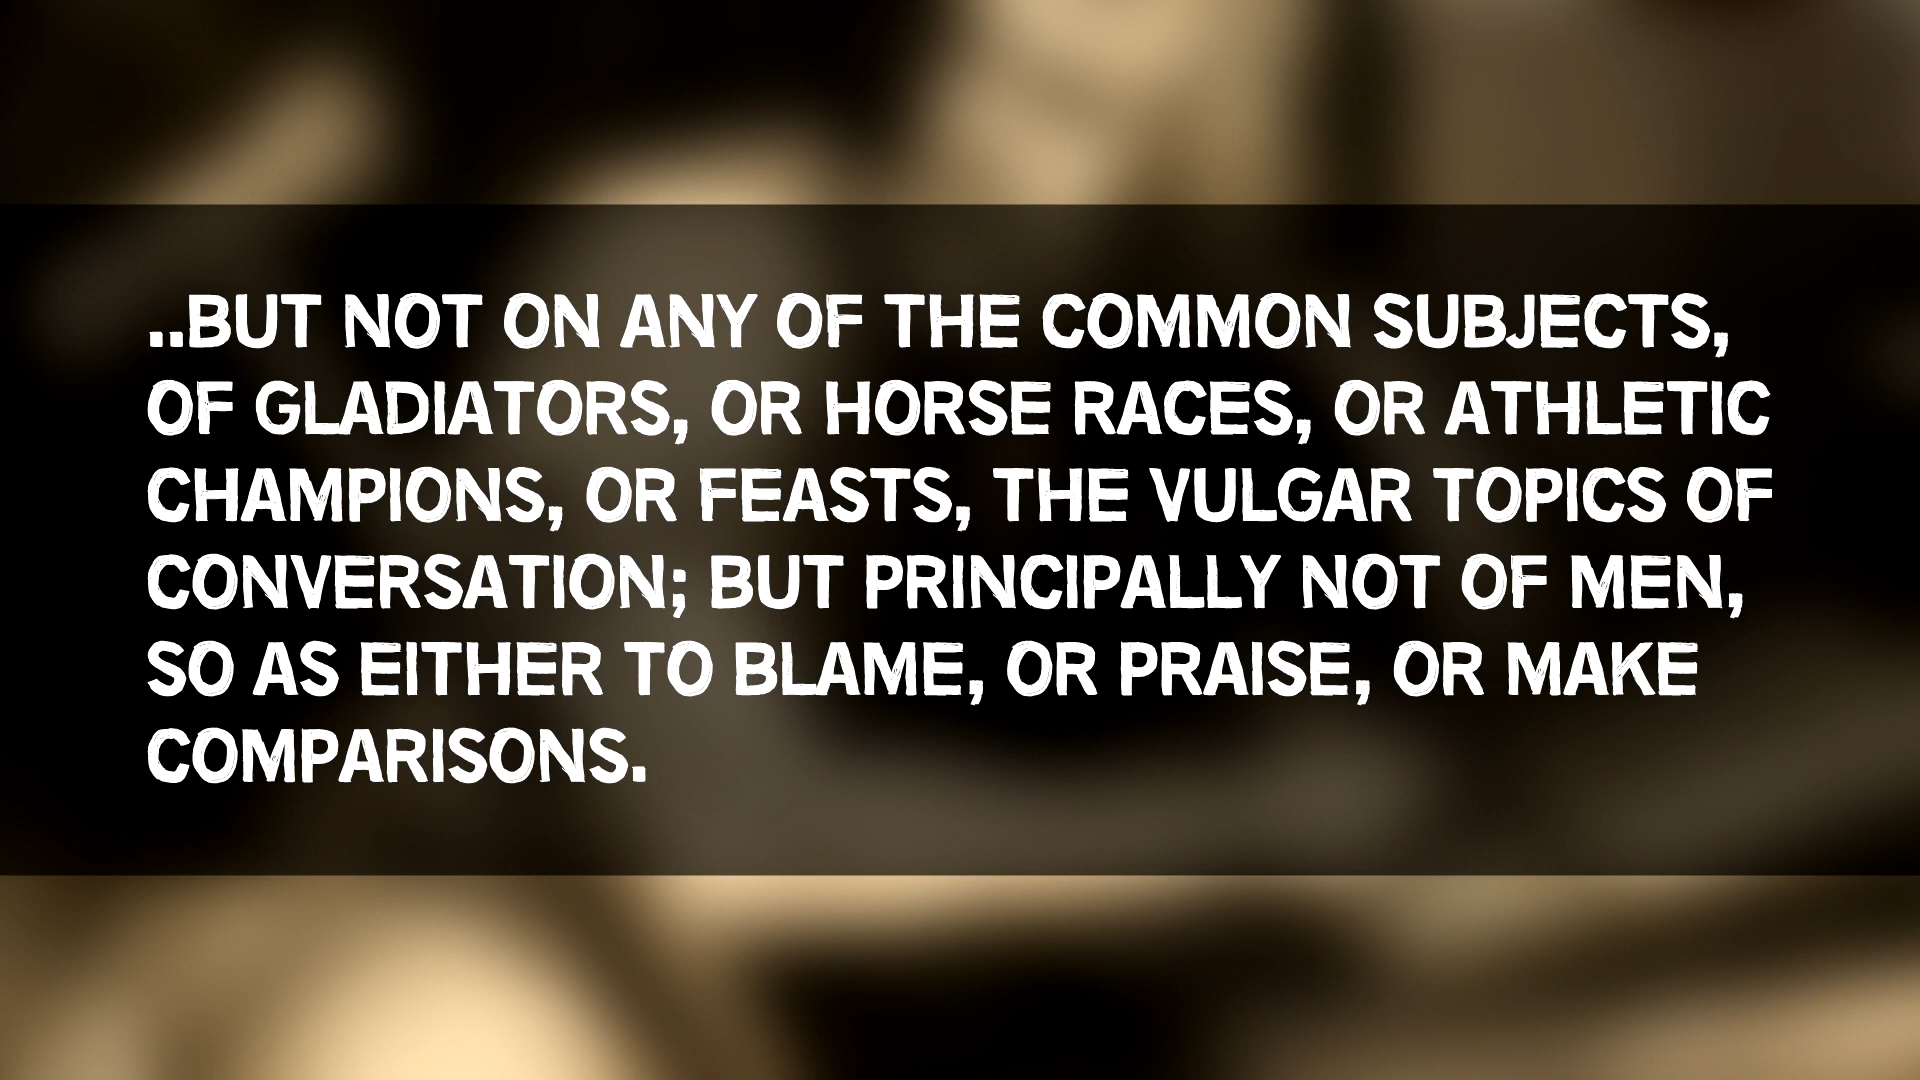 ..BUT NOT ON ANY OF THE COMMON SUBJECTS,
OF GLADIATORS, OR HORSE RACES, OR ATHLETIC
CHAMPIONS, OR FEASTS, THE VULGAR TOPICS OF
CONVERSATION; BUT PRINCIPALLY NOT OF MEN,
SO AS EITHER TO BLAME, OR PRAISE, OR MAKE
COMPARISONS.